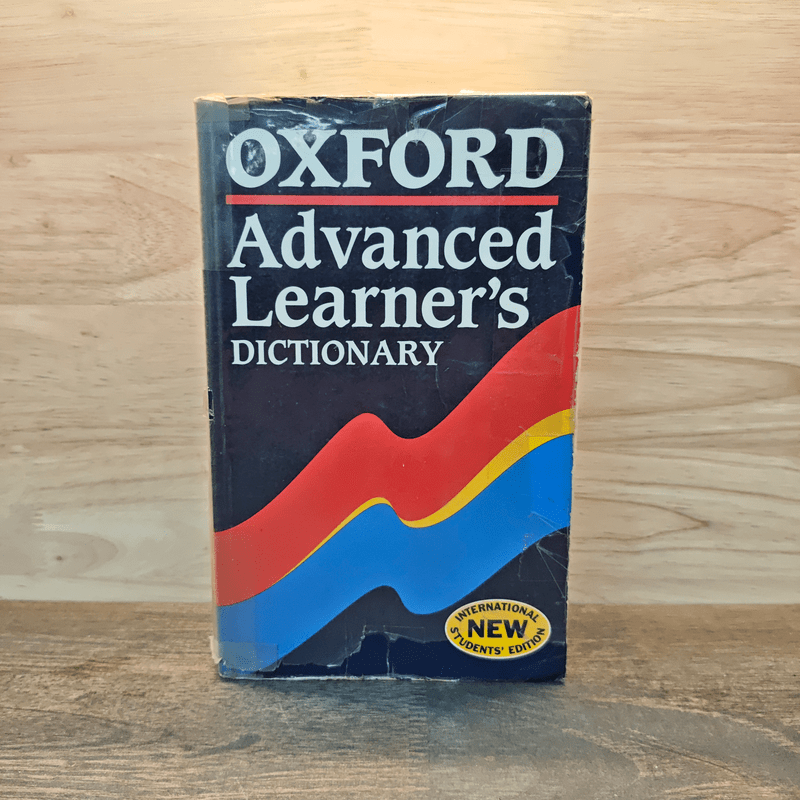 OXFORD
Advanced
Learner's
DICTIONARY
INTERNATIONAL
NEW
STUDENTS' EDITION